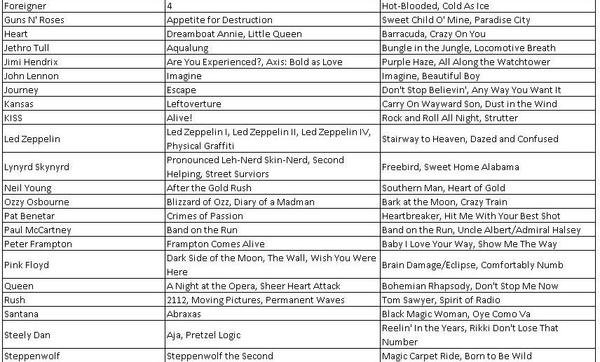 Foreigner 4 Hot-Blooded, Cold As Ice
Guns N' Roses Appetite for Destruction Sweet Child O' Mine, Paradise City
Heart Dreamboat Annie, Little Queen Barracuda, Crazy On You
Jethro Tull Aqualung Bungle in the Jungle, Locomotive Breath
Jimi Hendrix Are You Experienced?, Axis: Bold as Love Purple Haze, All Along the Watchtower
John Lennon Imagine Imagine, Beautiful Boy
Journey Escape Don't Stop Believin', Any Way You Want It
Kansas Leftoverture Carry On Wayward Son, Dust in the Wind
KISS Alive! Rock and Roll All Night, Strutter
Led Zeppelin Led Zeppelin I, Led Zeppelin II, Led Zeppelin IV, Stairway to Heaven, Dazed and Confused
Physical Graffiti
Lynyrd Skynyrd Pronounced Leh-Nerd Skin-Nerd, Second Freebird, Sweet Home Alabama
Helping, Street Surviors
Neil Young After the Gold Rush Southern Man, Heart of Gold
Ozzy Osbourne Blizzard of Ozz, Diary of a Madman Bark at the Moon, Crazy Train
Pat Benetar Crimes of Passion Heartbreaker, Hit Me With Your Best Shot
Paul McCartney Band on the Run Band on the Run, Uncle Albert/Admiral Halsey
Peter Frampton Frampton Comes Alive Baby I Love Your Way, Show Me The Way
Pink Floyd Dark Side of the Moon, The Wall, Wish You Were Brain Damage/Eclipse, Comfortably Numb
Here
Queen A Night at the Opera, Sheer Heart Attack Bohemian Rhapsody, Don't Stop Me Now
Rush 2112, Moving Pictures, Permanent Waves Tom Sawyer, Spirit of Radio
Santana Abraxas Black Magic Woman, Oye Como Va
Steely Dan Aja, Pretzel Logic Reelin' In the Years, Rikki Don't Lose That
Number
Steppenwolf Steppenwolf the Second Magic Carpet Ride, Born to be Wild